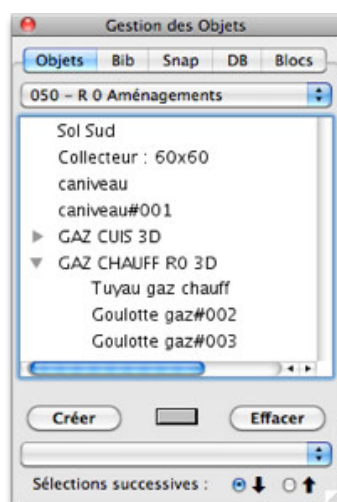 Gestion des Objets
Objets Bib Snap DB Blocs
050 – R 0 Aménagements
Sol Sud
Collecteur : 60x60
caniveau
caniveau#001
GAZ CUIS 3D
GAZ CHAUFF R0 3D
Tuyau gaz chauff
Goulotte gaz#002
Goulotte gaz#003
Créer Effacer
Sélections successives :